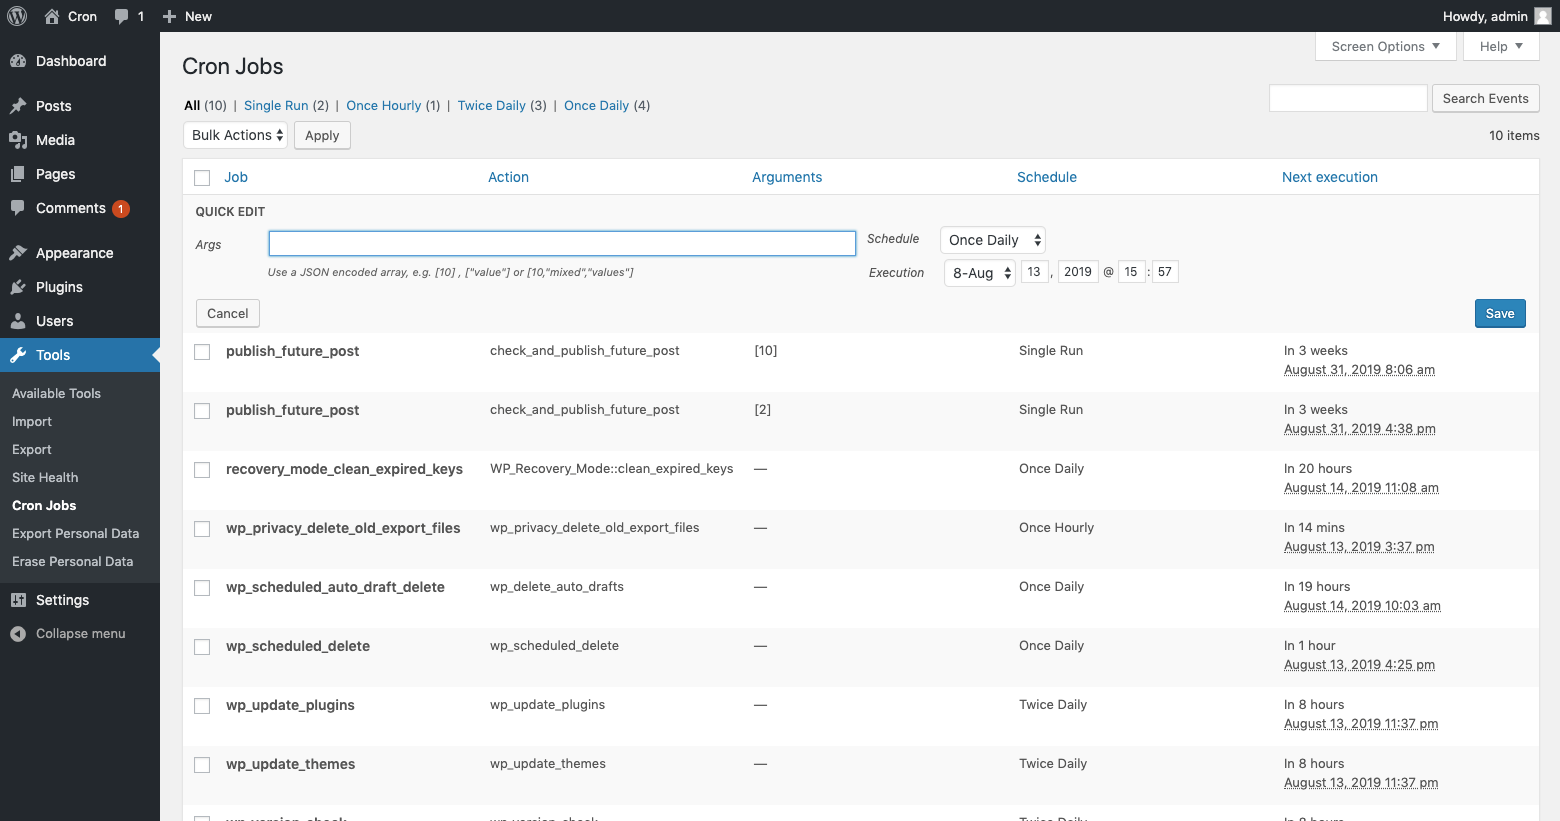 Cron 1 New Howdy, admin
Screen Options Help
Dashboard
Posts
Media
Pages
Comments 1
Appearance
Plugins
Users
Tools
Available Tools
Import
Export
Site Health
Cron Jobs
Export Personal Data
Erase Personal Data
Settings
Collapse menu
Cron Jobs
All (10) | Single Run (2) | Once Hourly (1) | Twice Daily (3) | Once Daily (4)
Search Events
Bulk Actions Apply
10 items
Job Action Arguments Schedule Next execution
QUICK EDIT
Args
Use a JSON encoded array, e.g. [10] , ["value"] or [10,"mixed","values"]
Schedule Once Daily
Execution 8-Aug 13 , 2019 @ 15 : 57
Cancel Save
publish_future_post check_and_publish_future_post [10] Single Run In 3 weeks
August 31, 2019 8:06 am
publish_future_post check_and_publish_future_post [2] Single Run In 3 weeks
August 31, 2019 4:38 pm
recovery_mode_clean_expired_keys WP_Recovery_Mode::clean_expired_keys — Once Daily In 20 hours
August 14, 2019 11:08 am
wp_privacy_delete_old_export_files wp_privacy_delete_old_export_files — Once Hourly In 14 mins
August 13, 2019 3:37 pm
wp_scheduled_auto_draft_delete wp_delete_auto_drafts — Once Daily In 19 hours
August 14, 2019 10:03 am
wp_scheduled_delete wp_scheduled_delete — Once Daily In 1 hour
August 13, 2019 4:25 pm
wp_update_plugins wp_update_plugins — Twice Daily In 8 hours
August 13, 2019 11:37 pm
wp_update_themes wp_update_themes — Twice Daily In 8 hours
August 13, 2019 11:37 pm